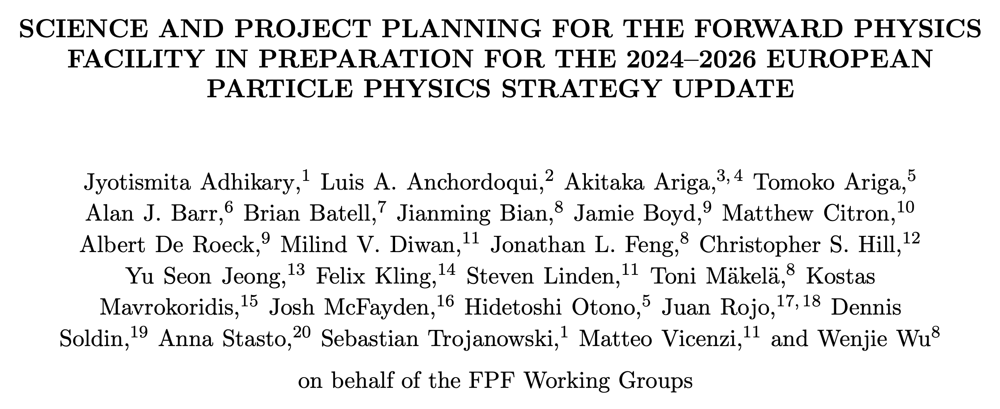 SCIENCE AND PROJECT PLANNING FOR THE FORWARD PHYSICS
FACILITY IN PREPARATION FOR THE 2024–2026 EUROPEAN
PARTICLE PHYSICS STRATEGY UPDATE
Jyotismita Adhikary,1 Luis A. Anchordoqui,2 Akitaka Ariga,3, 4 Tomoko Ariga,5
Alan J. Barr,6 Brian Batell,7 Jianming Bian,8 Jamie Boyd,9 Matthew Citron,10
Albert De Roeck,9 Milind V. Diwan,11 Jonathan L. Feng,8 Christopher S. Hill,12
Yu Seon Jeong,13 Felix Kling,14 Steven Linden,11 Toni Mäkelä,8 Kostas
Mavrokoridis,15 Josh McFayden,16 Hidetoshi Otono,5 Juan Rojo,17, 18 Dennis
Soldin,19 Anna Stasto,20 Sebastian Trojanowski,1 Matteo Vicenzi,11 and Wenjie Wu8
on behalf of the FPF Working Groups